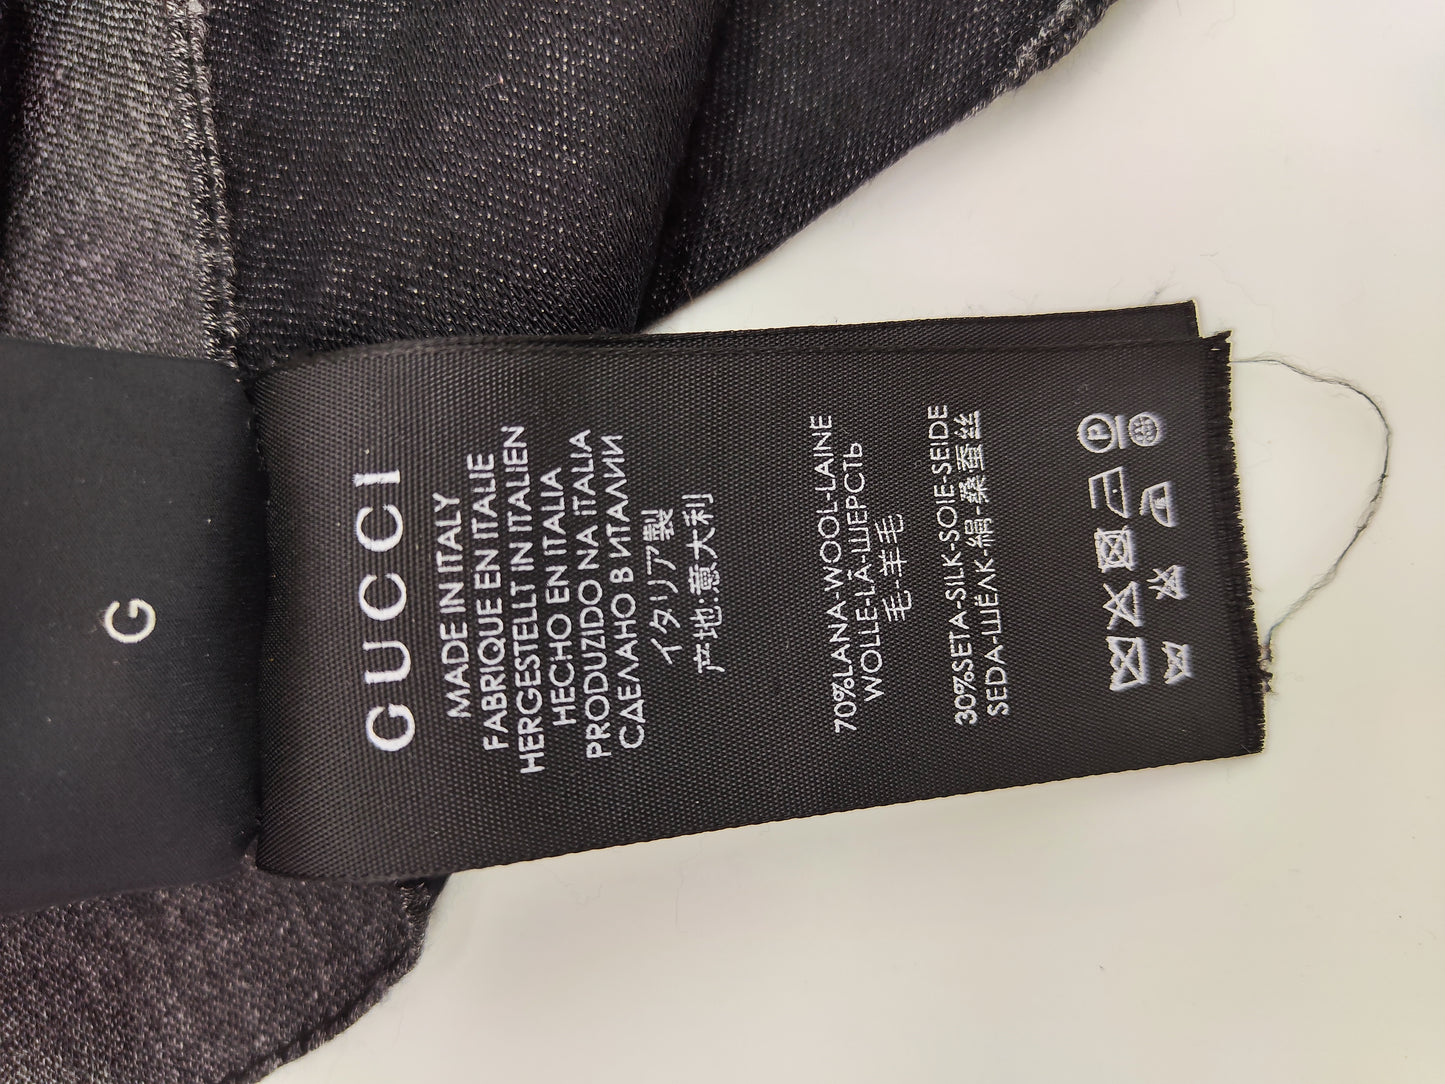 G
GUCCI
MADE IN ITALY
FABRIQUE EN ITALIE
HERGESTELLT IN ITALIEN
HECHO EN ITALIA
PRODUZIDO NA ITALIA
СДЕЛАНО В ИТАЛИИ
イタリア製
产地:意大利
70%LANA-WOOL-LAINE
WOLLE-LÃ-ШЕРСТЬ
毛-羊毛
30%SETA-SILK-SOIE-SEIDE
SEDA-ШЁЛК-絹-桑蚕丝
P